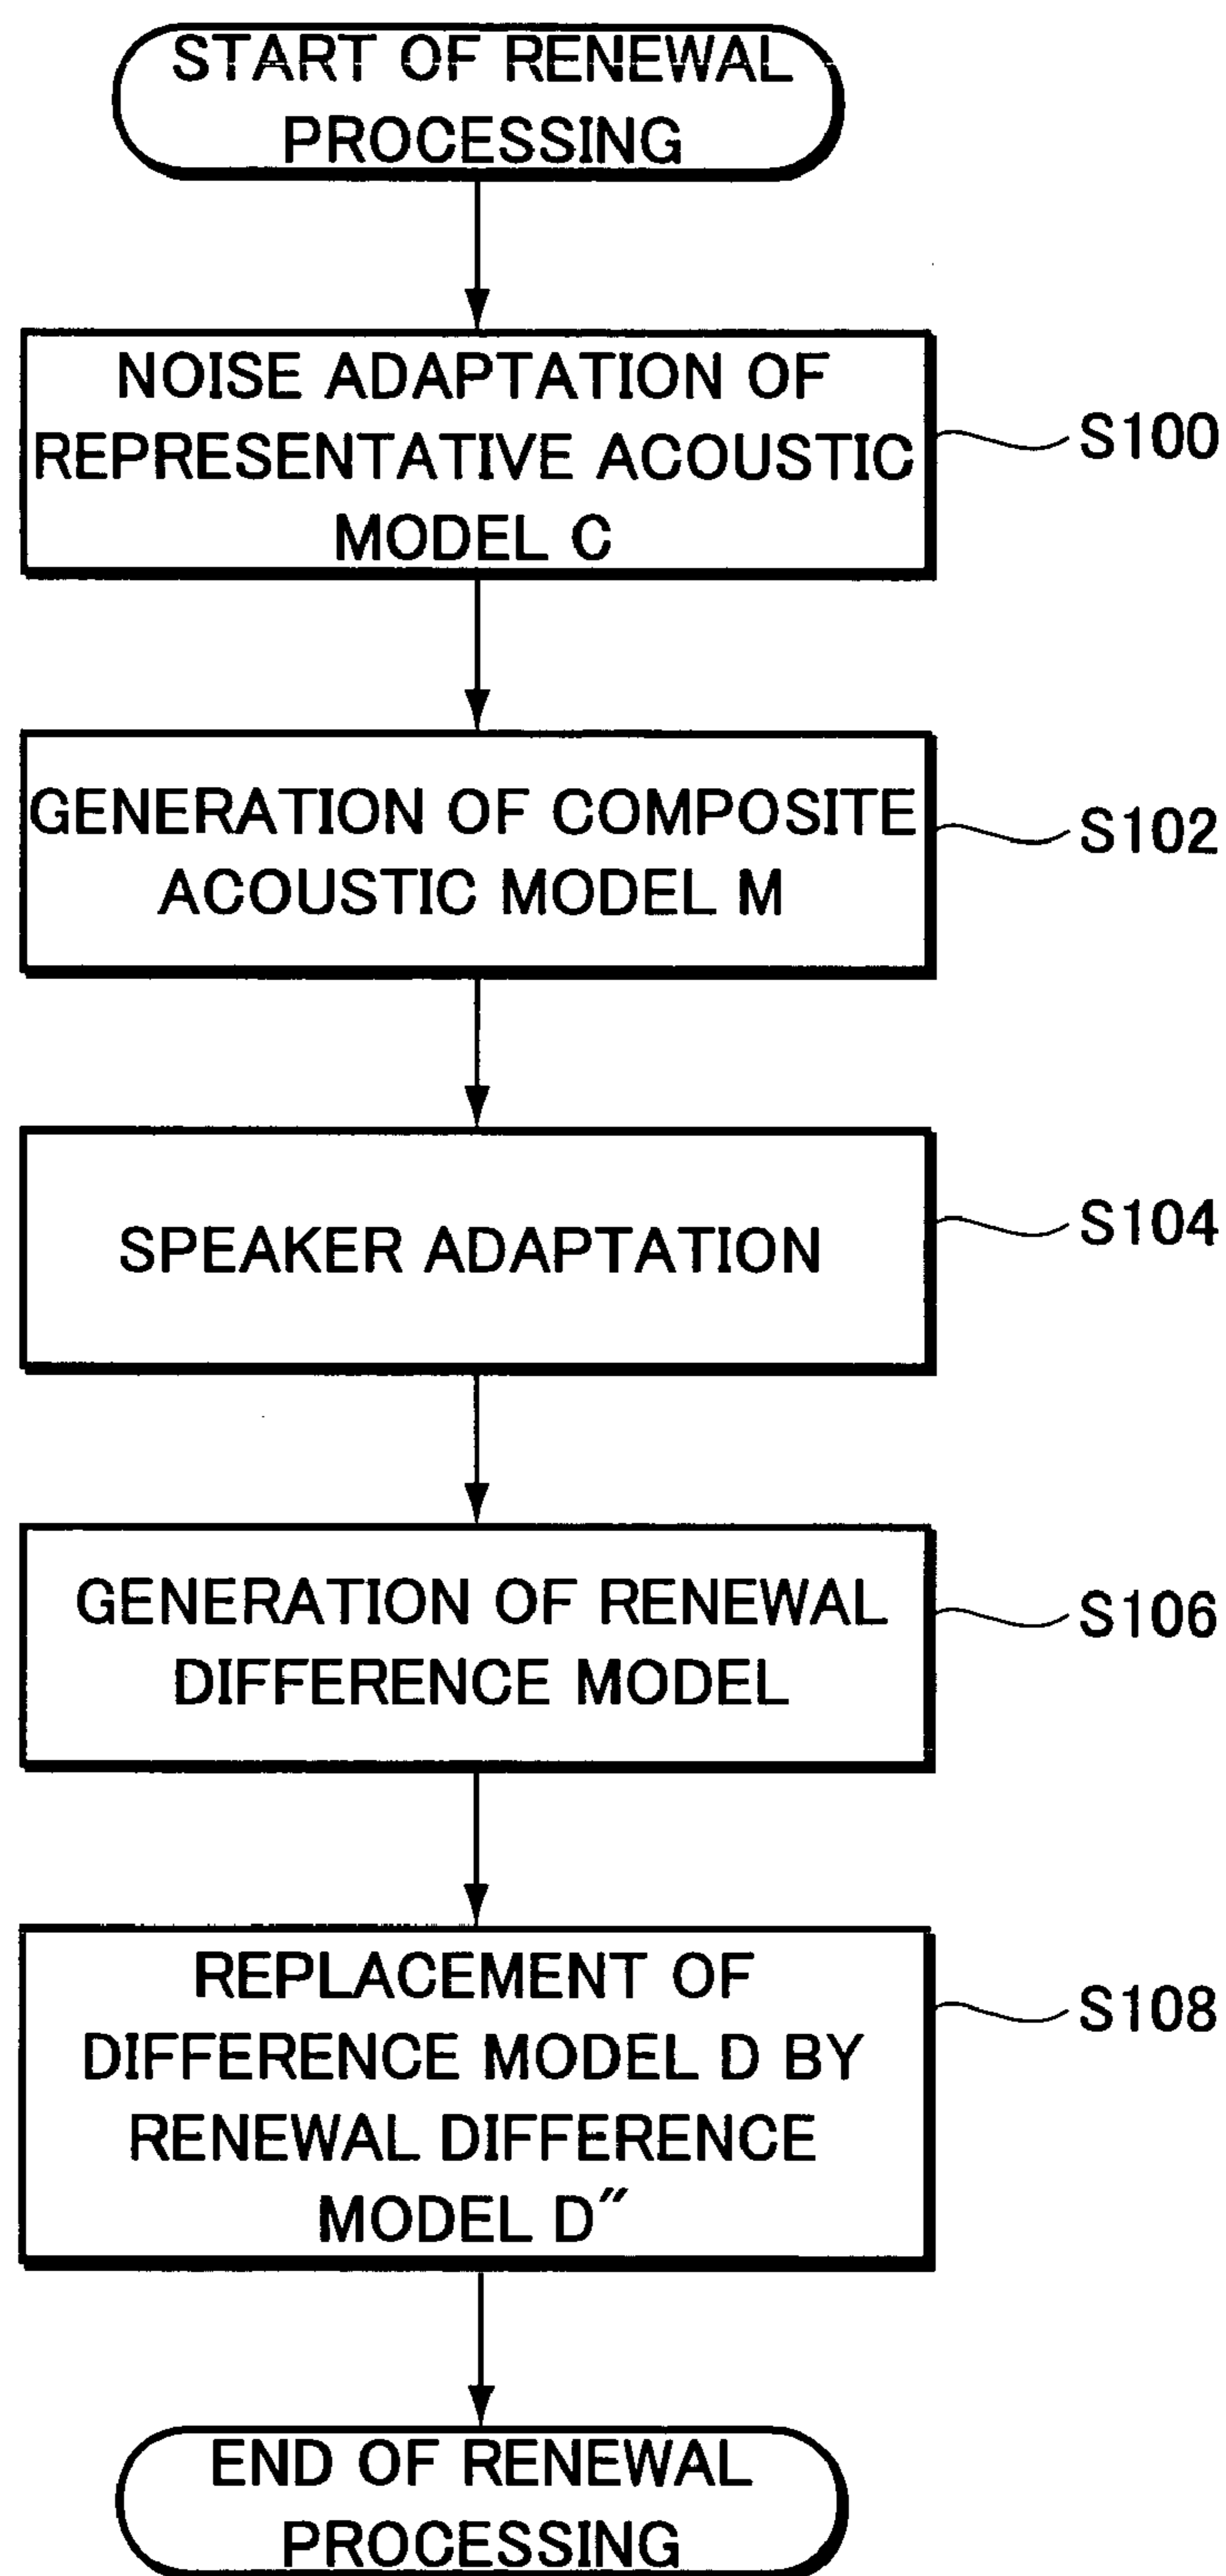 START OF RENEWAL
PROCESSING
NOISE ADAPTATION OF
REPRESENTATIVE ACOUSTIC
MODEL C
S100
GENERATION OF COMPOSITE
ACOUSTIC MODEL M
S102
SPEAKER ADAPTATION
S104
GENERATION OF RENEWAL
DIFFERENCE MODEL
S106
REPLACEMENT OF
DIFFERENCE MODEL D BY
RENEWAL DIFFERENCE
MODEL D″
S108
END OF RENEWAL
PROCESSING